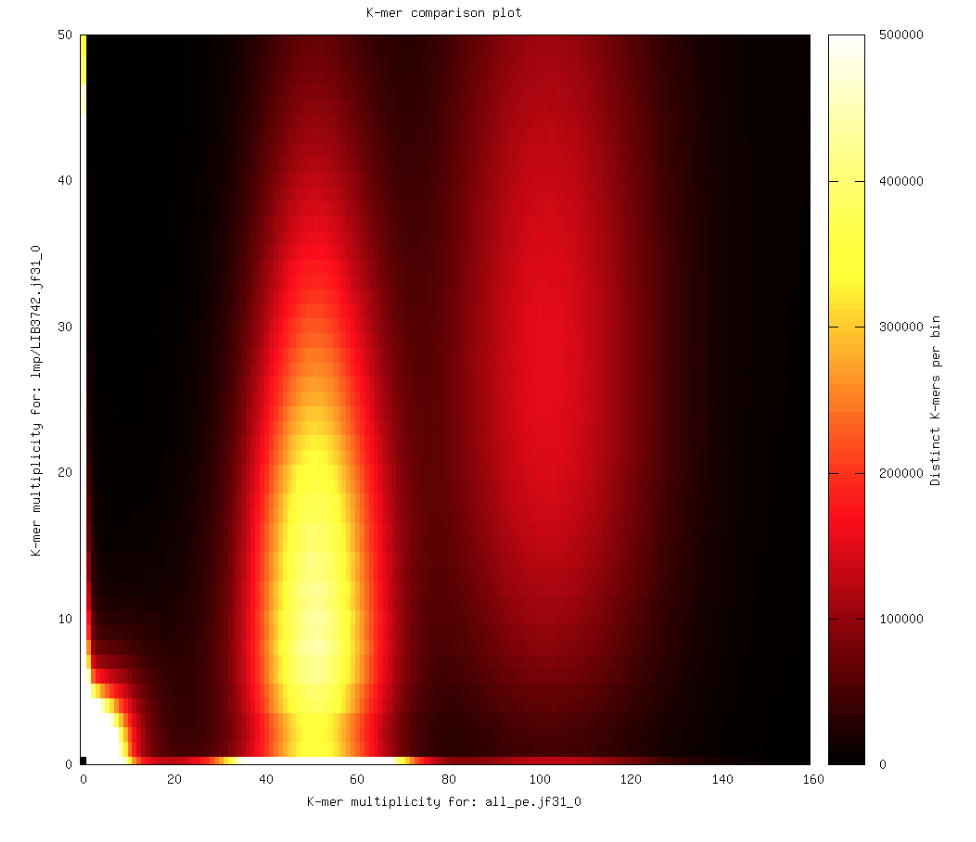 K-mer comparison plot
50
40
30
20
10
0
K-mer multiplicity for: lmp/LIB3742.jf31_0
0 20 40 60 80 100 120 140 160
K-mer multiplicity for: all_pe.jf31_0
500000
400000
300000
200000
100000
0
Distinct K-mers per bin